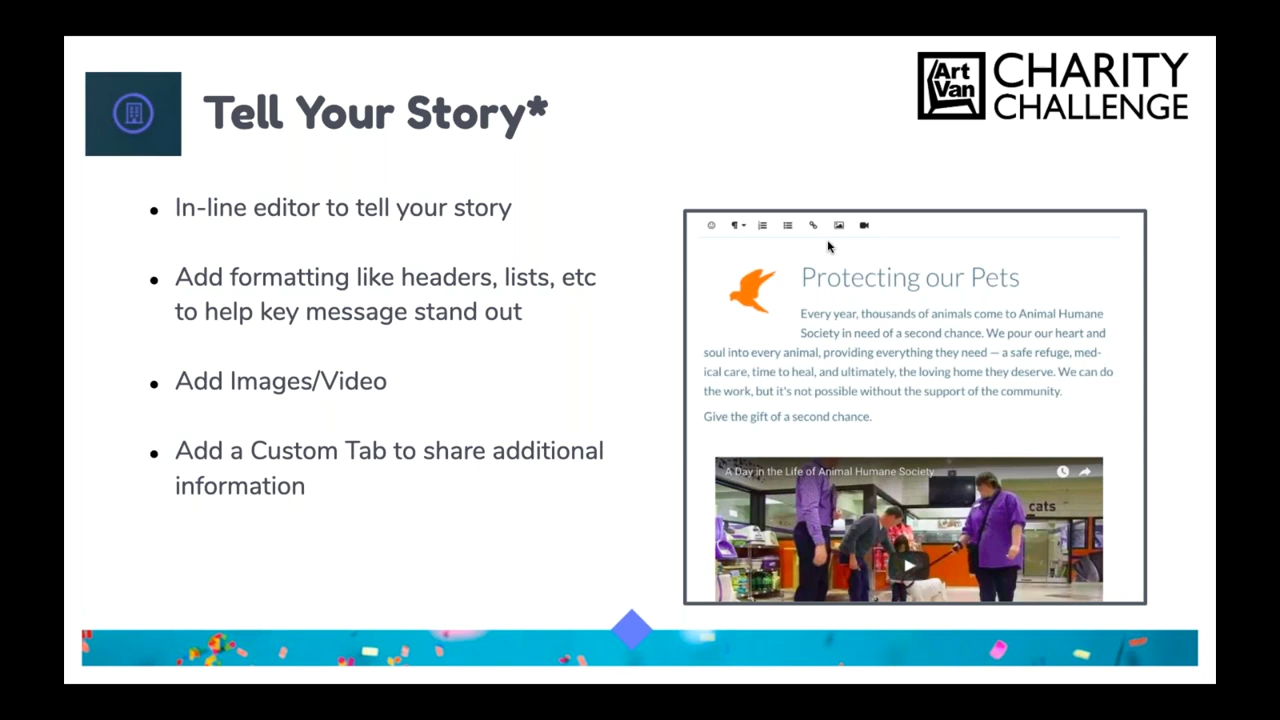 Art
Van
CHARITY
CHALLENGE
Tell Your Story*
• In-line editor to tell your story
• Add formatting like headers, lists, etc
to help key message stand out
• Add Images/Video
• Add a Custom Tab to share additional
information
Protecting our Pets
Every year, thousands of animals come to Animal Humane
Society in need of a second chance. We pour our heart and
soul into every animal, providing everything they need — a safe refuge, med-
ical care, time to heal, and ultimately, the loving home they deserve. We can do
the work, but it's not possible without the support of the community.
Give the gift of a second chance.
A Day in the Life of Animal Humane Society
cats